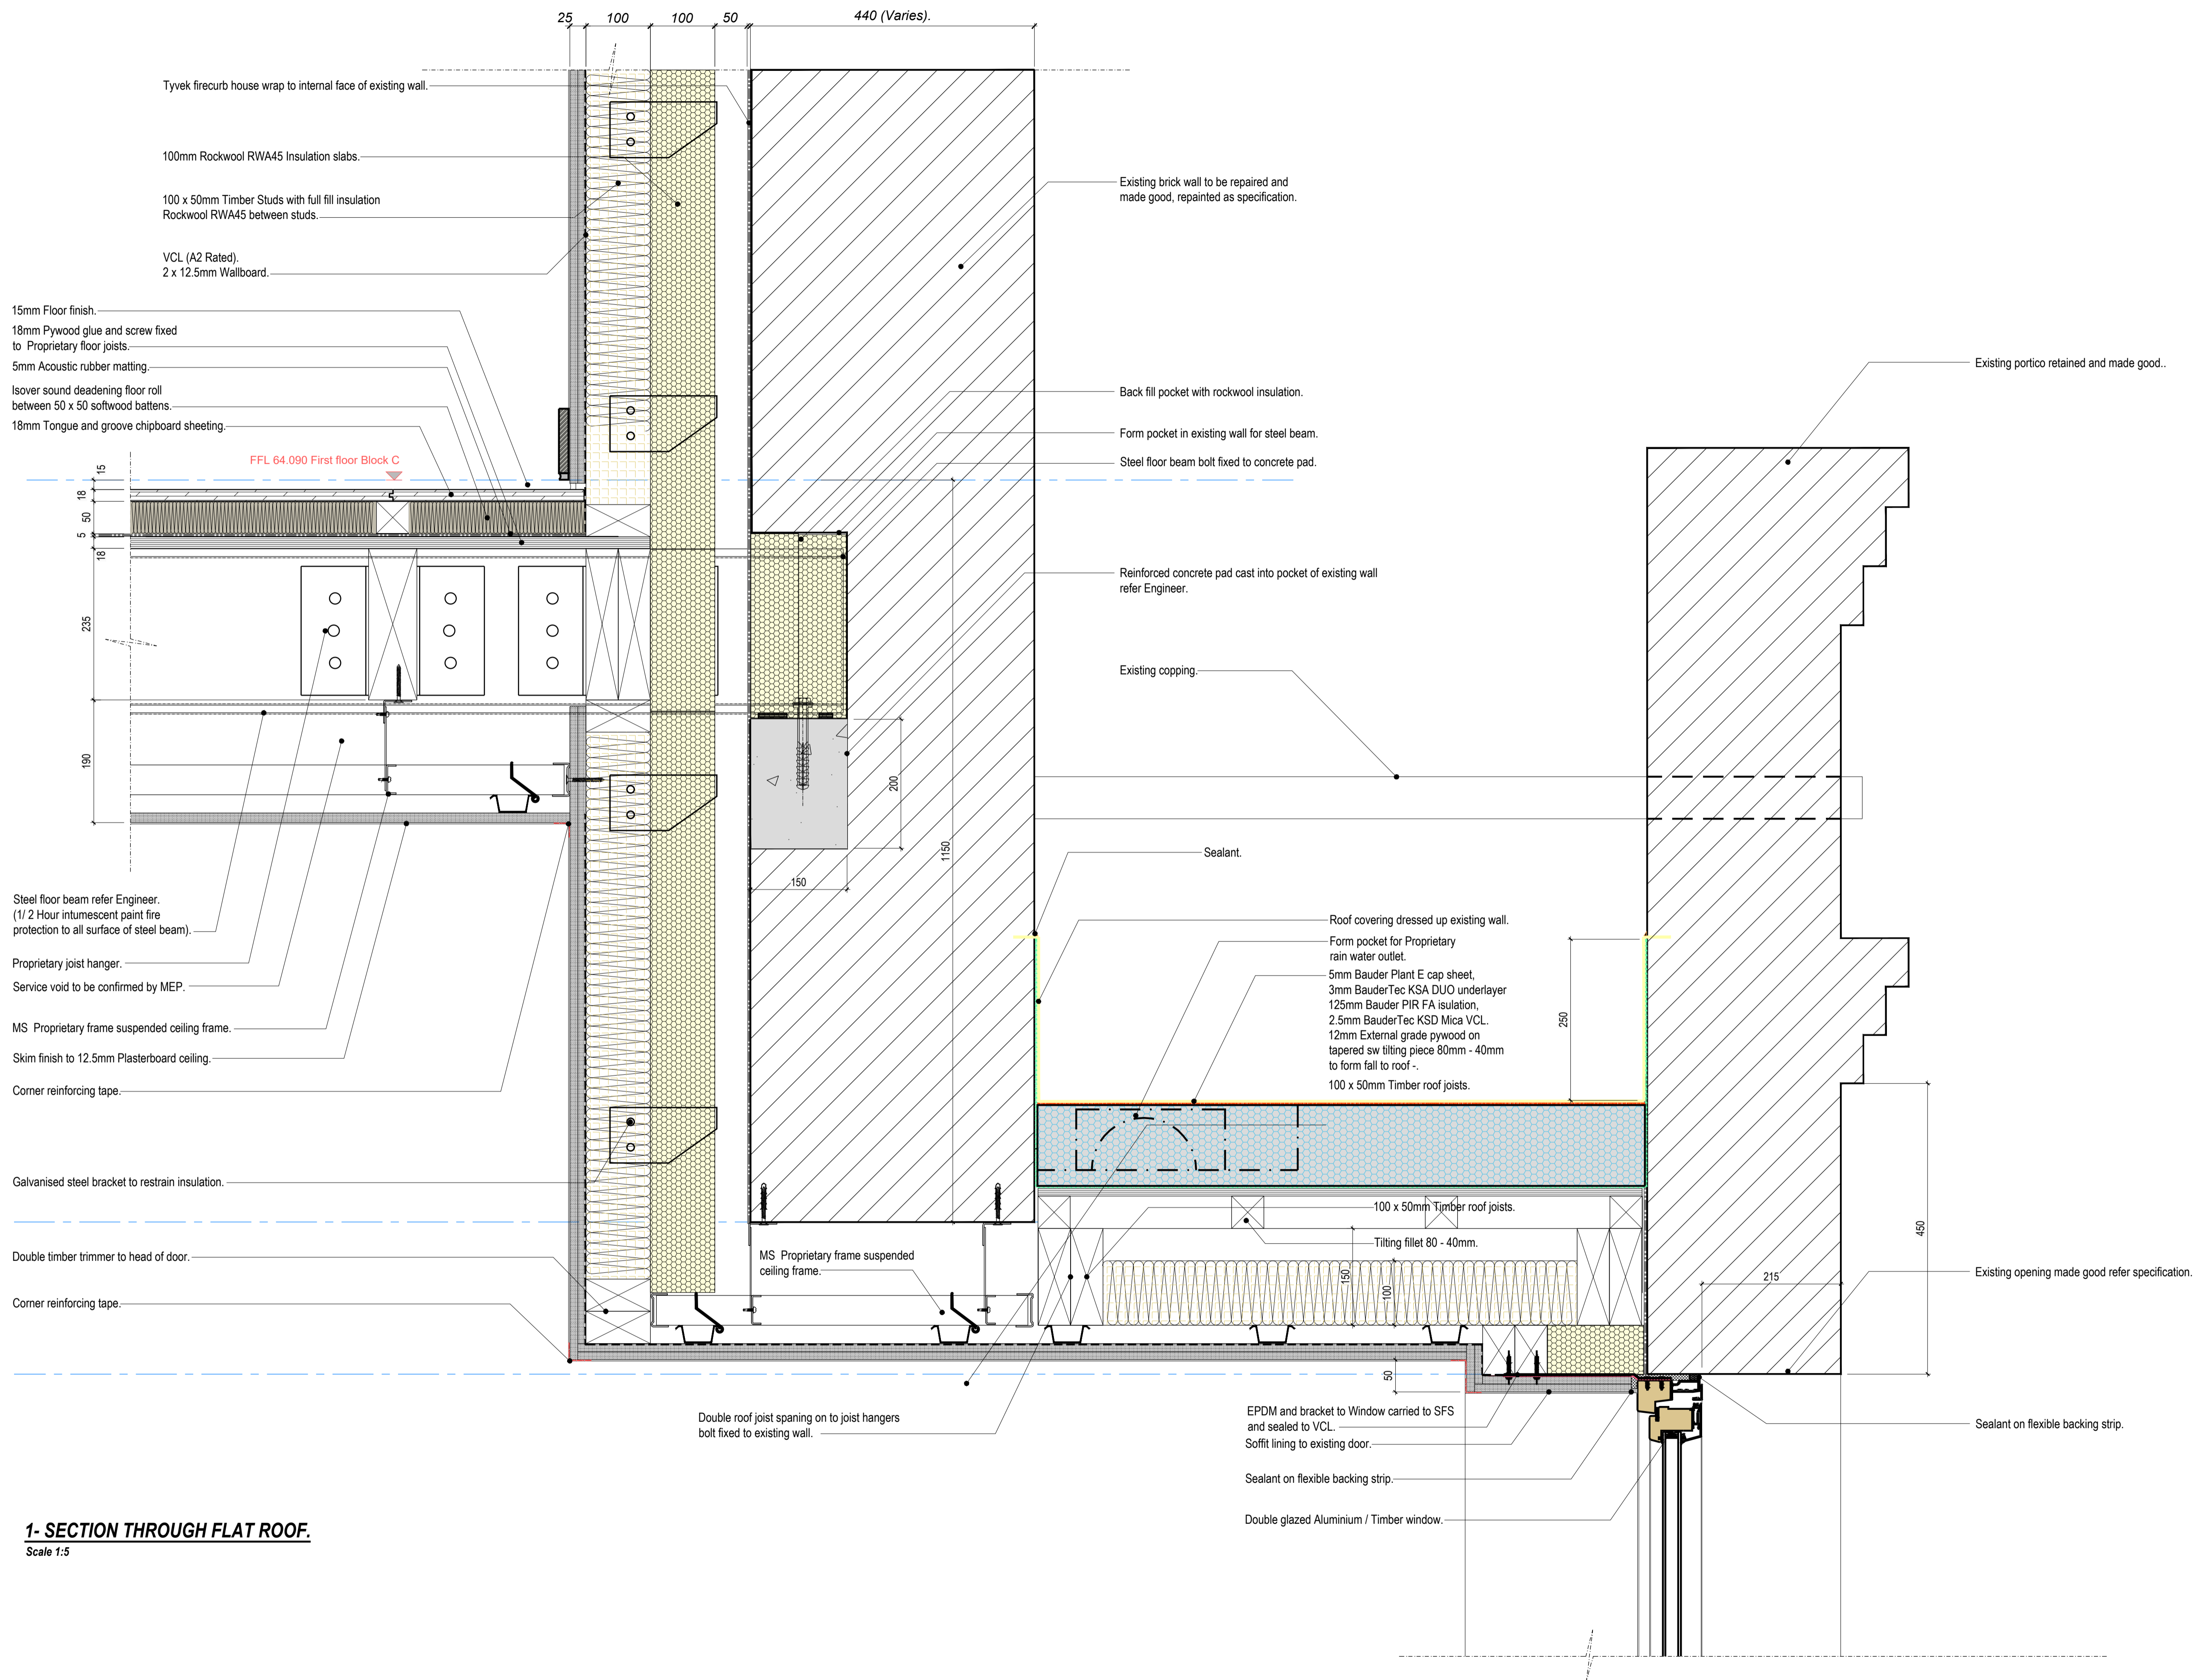 25
100
100
50
440 (Varies).
Tyvek firecurb house wrap to internal face of existing wall.
100mm Rockwool RWA45 Insulation slabs.
100 x 50mm Timber Studs with full fill insulation
Rockwool RWA45 between studs.
VCL (A2 Rated).
2 x 12.5mm Wallboard.
15mm Floor finish.
18mm Pywood glue and screw fixed
to  Proprietary floor joists.
5mm Acoustic rubber matting.
Isover sound deadening floor roll
between 50 x 50 softwood battens.
18mm Tongue and groove chipboard sheeting.
FFL 64.090 First floor Block C
15
18
50
5
18
235
190
Steel floor beam refer Engineer.
(1/ 2 Hour intumescent paint fire
protection to all surface of steel beam).
Proprietary joist hanger.
Service void to be confirmed by MEP.
MS  Proprietary frame suspended ceiling frame.
Skim finish to 12.5mm Plasterboard ceiling.
Corner reinforcing tape.
Galvanised steel bracket to restrain insulation.
Double timber trimmer to head of door.
Corner reinforcing tape.
Existing brick wall to be repaired and
made good, repainted as specification.
Back fill pocket with rockwool insulation.
Form pocket in existing wall for steel beam.
Steel floor beam bolt fixed to concrete pad.
Reinforced concrete pad cast into pocket of existing wall
refer Engineer.
Existing copping.
200
150
1150
Sealant.
Roof covering dressed up existing wall.
Form pocket for Proprietary
rain water outlet.
5mm Bauder Plant E cap sheet,
3mm BauderTec KSA DUO underlayer
125mm Bauder PIR FA isulation,
2.5mm BauderTec KSD Mica VCL.
12mm External grade pywood on
tapered sw tilting piece 80mm - 40mm
to form fall to roof -.
100 x 50mm Timber roof joists.
250
100 x 50mm Timber roof joists.
Tilting fillet 80 - 40mm.
150
100
MS  Proprietary frame suspended
ceiling frame.
50
Double roof joist spaning on to joist hangers
bolt fixed to existing wall.
EPDM and bracket to Window carried to SFS
and sealed to VCL.
Soffit lining to existing door.
Sealant on flexible backing strip.
Double glazed Aluminium / Timber window.
Existing portico retained and made good..
450
215
Existing opening made good refer specification.
Sealant on flexible backing strip.
1- SECTION THROUGH FLAT ROOF.
Scale 1:5